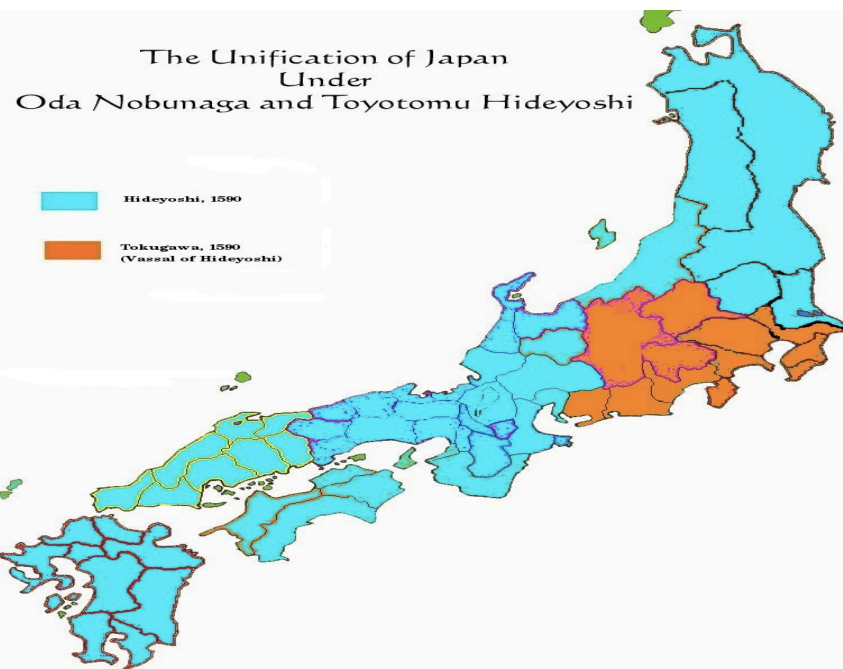 The Unification of Japan
Under
Oda Nobunaga and Toyotomu Hideyoshi
Hideyoshi, 1590
Tokugawa, 1590
(Vassal of Hideyoshi)